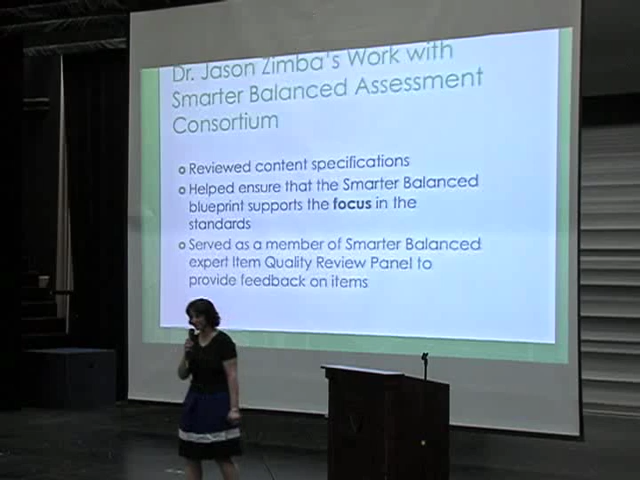 Dr. Jason Zimba's Work with
Smarter Balanced Assessment
Consortium
Reviewed content specifications
Helped ensure that the Smarter Balanced
blueprint supports the focus in the
standards
Served as a member of Smarter Balanced
expert Item Quality Review Panel to
provide feedback on items